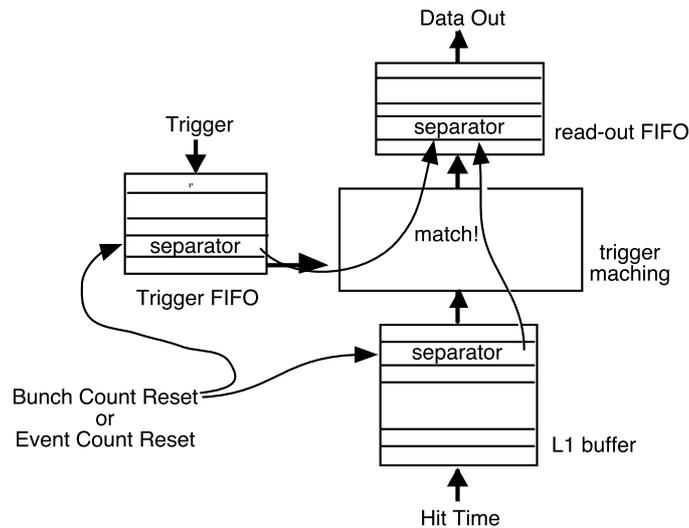 Data Out
separator
read-out FIFO
Trigger
separator
Trigger FIFO
match!
trigger
maching
separator
Bunch Count Reset
or
Event Count Reset
L1 buffer
Hit Time